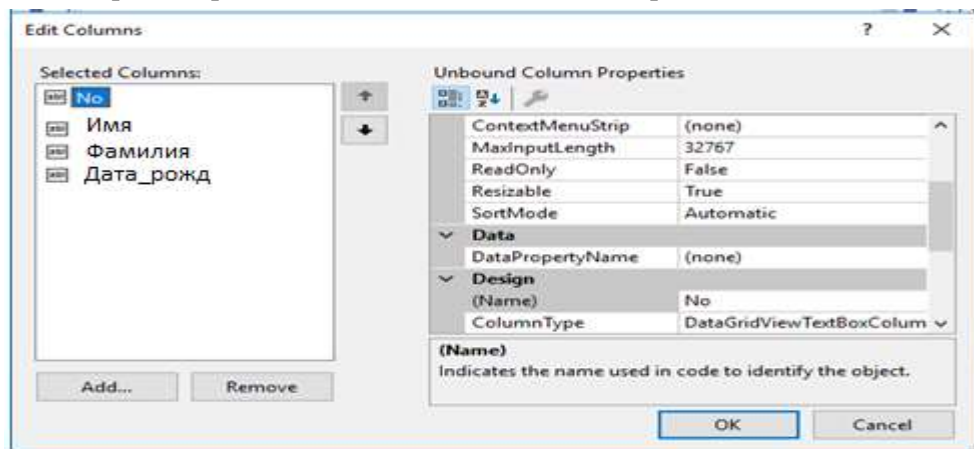 Edit Columns ? ×
Selected Columns:
No
Имя
Фамилия
Дата_рожд
Add... Remove
Unbound Column Properties
ContextMenuStrip (none)
MaxInputLength 32767
ReadOnly False
Resizable True
SortMode Automatic
Data
DataPropertyName (none)
Design
(Name) No
ColumnType DataGridViewTextBoxColum
(Name)
Indicates the name used in code to identify the object.
OK Cancel